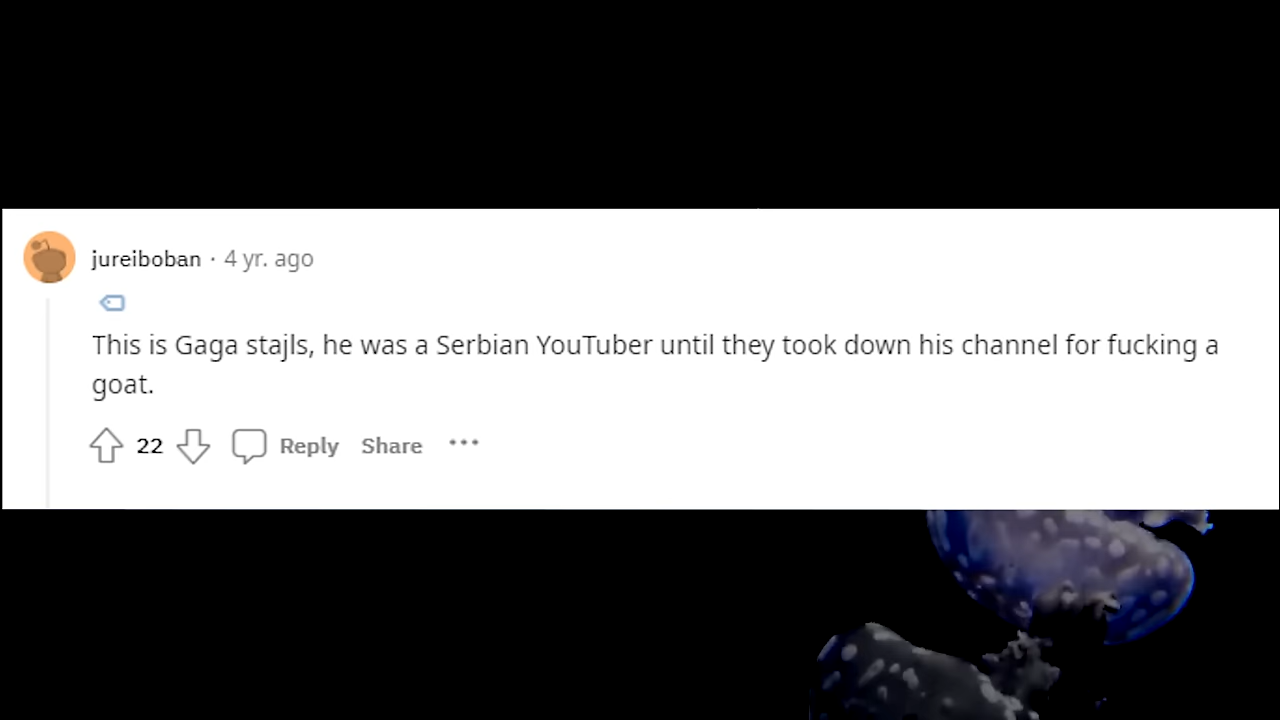 jureiboban · 4 yr. ago
This is Gaga stajls, he was a Serbian YouTuber until they took down his channel for fucking a
goat.
22 Reply Share ···